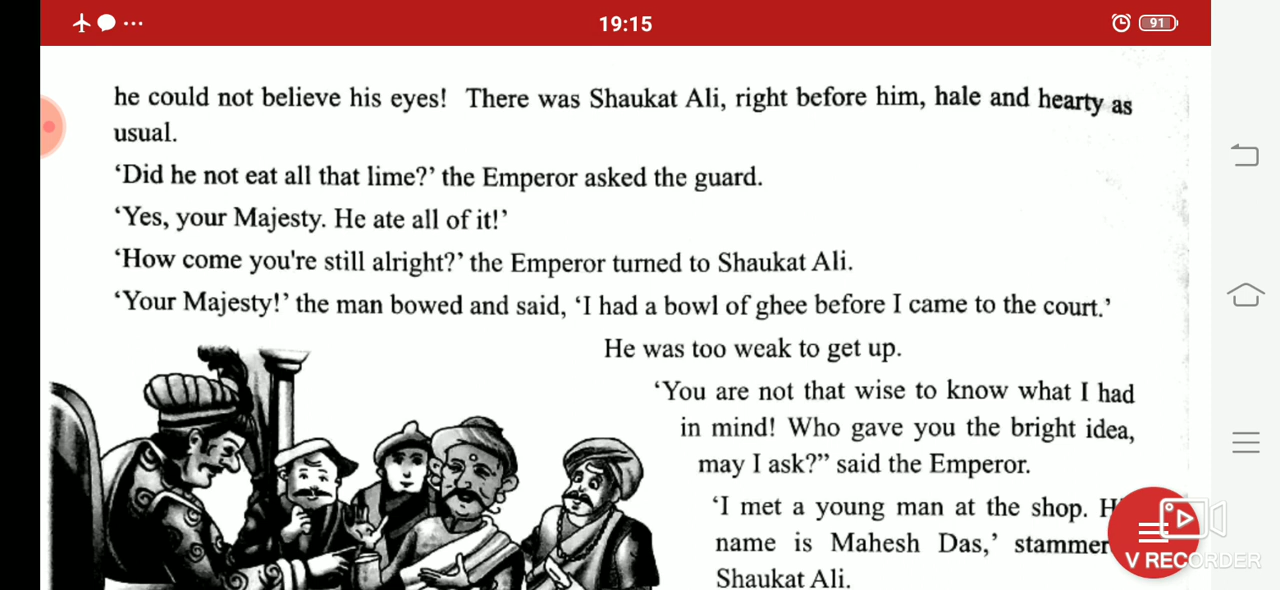 19:15
91
he could not believe his eyes! There was Shaukat Ali, right before him, hale and hearty as
usual.
‘Did he not eat all that lime?’ the Emperor asked the guard.
‘Yes, your Majesty. He ate all of it!’
‘How come you're still alright?’ the Emperor turned to Shaukat Ali.
‘Your Majesty!’ the man bowed and said, ‘I had a bowl of ghee before I came to the court.’
He was too weak to get up.
‘You are not that wise to know what I had
in mind! Who gave you the bright idea,
may I ask?” said the Emperor.
‘I met a young man at the shop.
name is Mahesh Das,’ stammer
Shaukat Ali.
V RECORDER